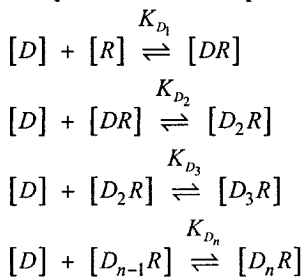 K_{D_1}
[D] + [R] ⇌ [DR]
K_{D_2}
[D] + [DR] ⇌ [D_2R]
K_{D_3}
[D] + [D_2R] ⇌ [D_3R]
K_{D_n}
[D] + [D_{n-1}R] ⇌ [D_nR]